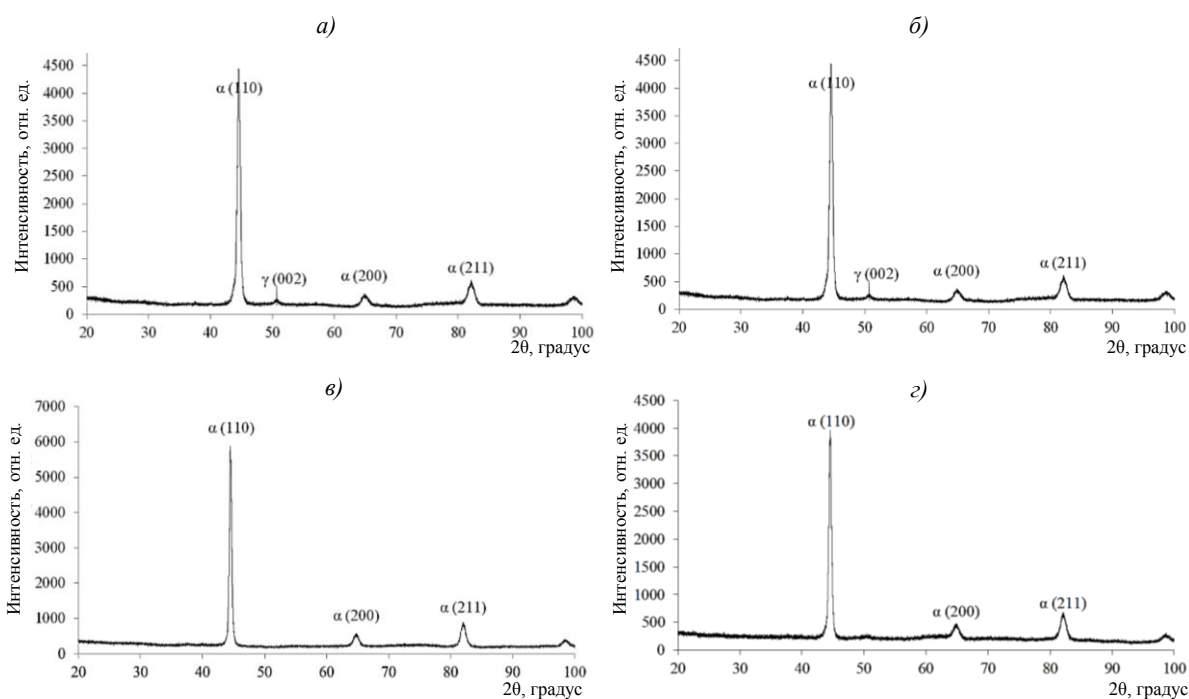 а)
Интенсивность, отн. ед.
4500
4000
3500
3000
2500
2000
1500
1000
500
0
α (110)
γ (002)
α (200)
α (211)
20 30 40 50 60 70 80 90 100
2θ, градус
б)
Интенсивность, отн. ед.
4500
4000
3500
3000
2500
2000
1500
1000
500
0
α (110)
γ (002)
α (200)
α (211)
20 30 40 50 60 70 80 90 100
2θ, градус
в)
Интенсивность, отн. ед.
7000
6000
5000
4000
3000
2000
1000
0
α (110)
α (200)
α (211)
20 30 40 50 60 70 80 90 100
2θ, градус
г)
Интенсивность, отн. ед.
4500
4000
3500
3000
2500
2000
1500
1000
500
0
α (110)
α (200)
α (211)
20 30 40 50 60 70 80 90 100
2θ, градус